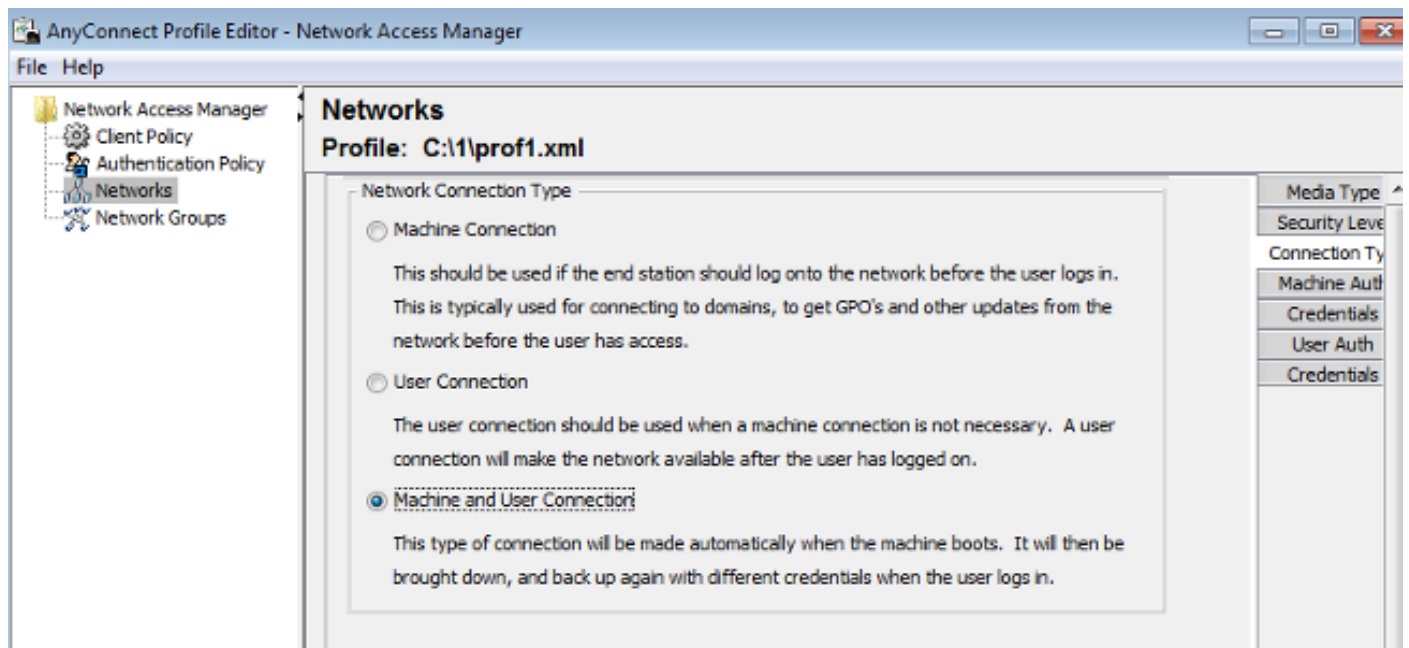 AnyConnect Profile Editor - Network Access Manager
File Help
Network Access Manager
Client Policy
Authentication Policy
Networks
Network Groups
Networks
Profile: C:\1\prof1.xml
Network Connection Type
Machine Connection
This should be used if the end station should log onto the network before the user logs in.
This is typically used for connecting to domains, to get GPO's and other updates from the
network before the user has access.
User Connection
The user connection should be used when a machine connection is not necessary. A user
connection will make the network available after the user has logged on.
Machine and User Connection
This type of connection will be made automatically when the machine boots. It will then be
brought down, and back up again with different credentials when the user logs in.
Media Type
Security Leve
Connection Ty
Machine Auth
Credentials
User Auth
Credentials